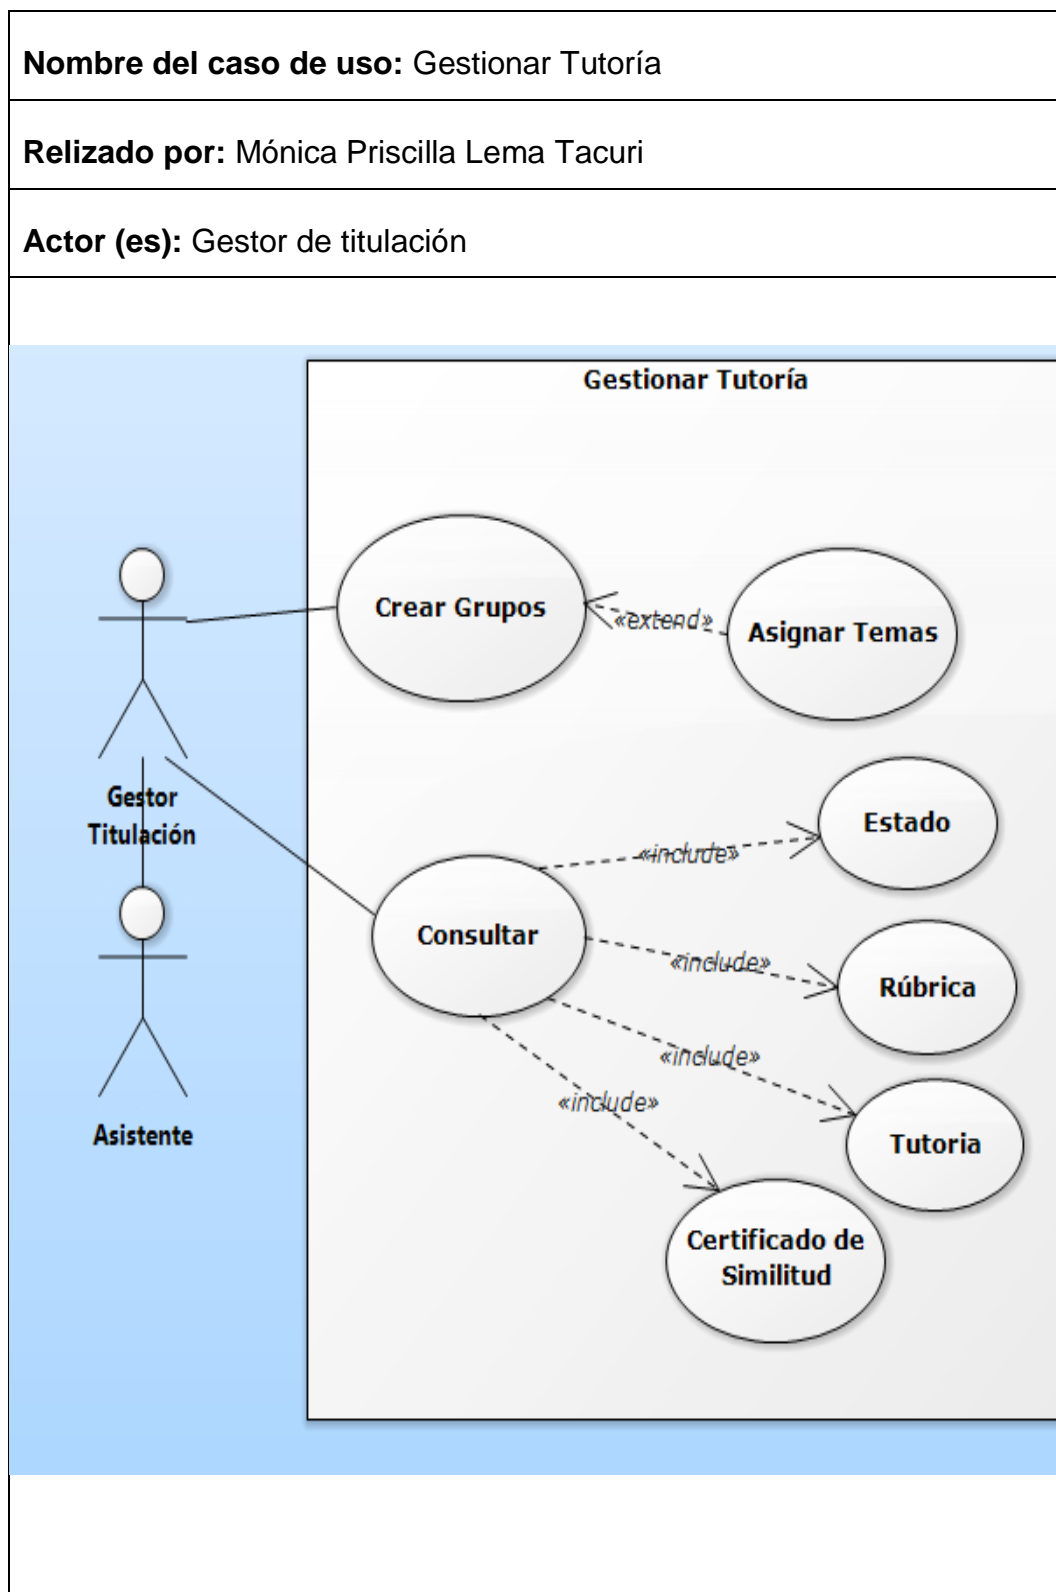 Nombre del caso de uso: Gestionar Tutoría
Relizado por: Mónica Priscilla Lema Tacuri
Actor (es): Gestor de titulación
Gestionar Tutoría
Crear Grupos
«extend»
Asignar Temas
Gestor
Titulación
Estado
«include»
Consultar
«include»
Rúbrica
«include»
«include»
Asistente
Tutoria
Certificado de
Similitud